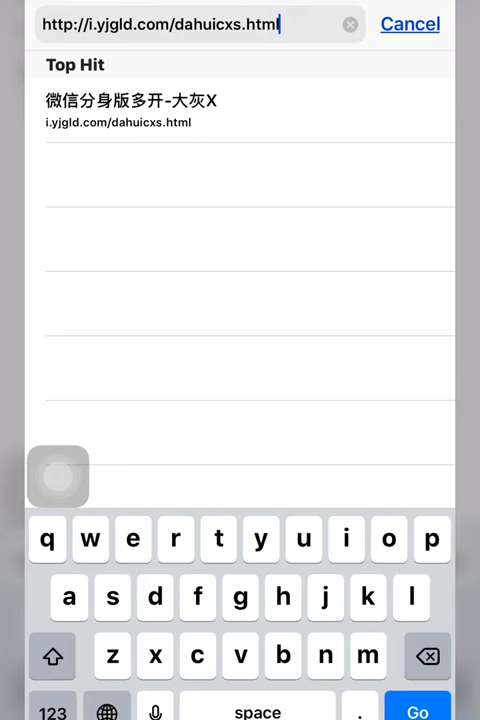 http://i.yjgld.com/dahuicxs.html
Cancel
Top Hit
微信分身版多开-大灰X
i.yjgld.com/dahuicxs.html
q w e r t y u i o p
a s d f g h j k l
z x c v b n m
123 space . Go